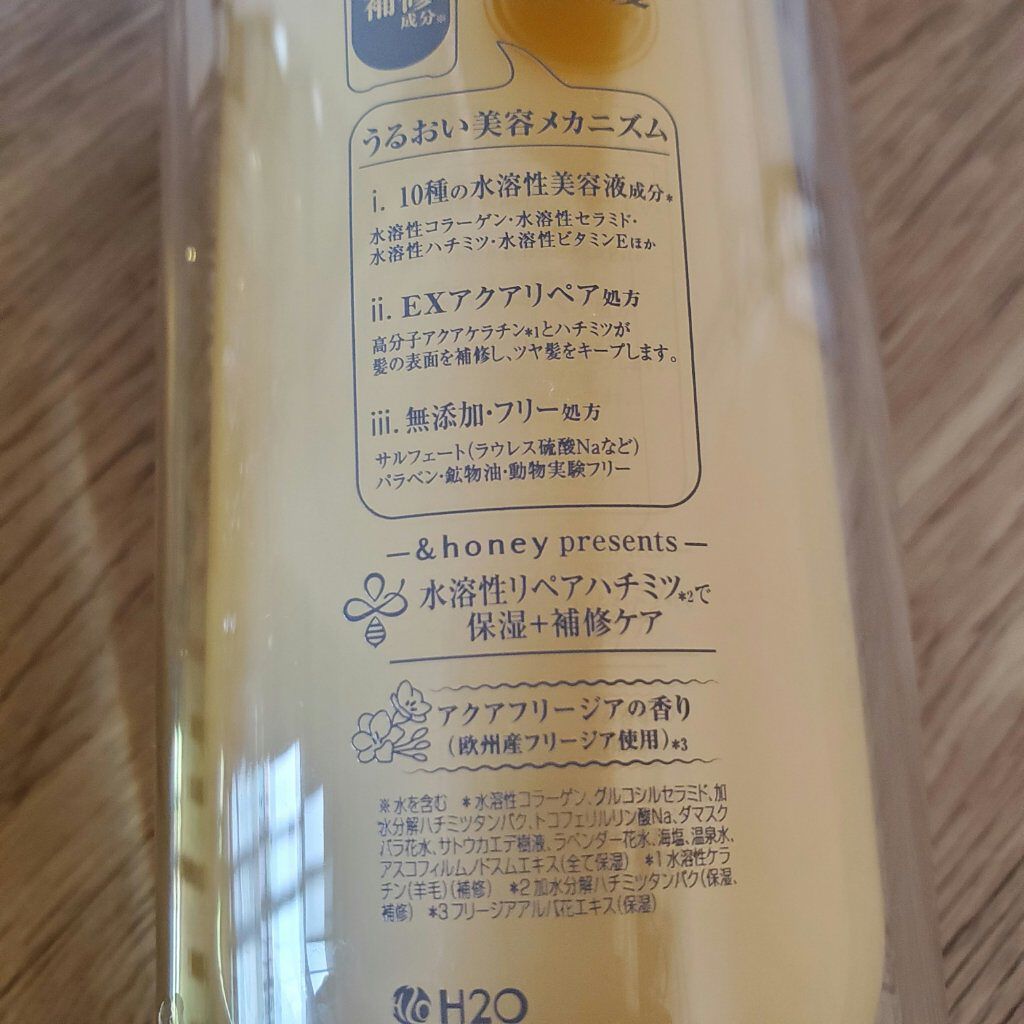 補修
成分※
うるおい美容メカニズム
i. 10種の水溶性美容液成分*
水溶性コラーゲン・水溶性セラミド・
水溶性ハチミツ・水溶性ビタミンEほか
ii. EXアクアリペア処方
高分子アクアケラチン*1とハチミツが
髪の表面を補修し、ツヤ髪をキープします。
iii. 無添加・フリー処方
サルフェート(ラウレス硫酸Naなど)
パラベン・鉱物油・動物実験フリー
—&honey presents—
水溶性リペアハチミツ*2で
保湿+補修ケア
アクアフリージアの香り
(欧州産フリージア使用)*3
※水を含む *水溶性コラーゲン、グルコシルセラミド、加
水分解ハチミツタンパク、トコフェリルリン酸Na、ダマスク
バラ花水、サトウカエデ樹液、ラベンダー花水、海塩、温泉水、
アスコフィルムノドスムエキス(全て保湿) *1水溶性ケラ
チン(羊毛)(補修) *2加水分解ハチミツタンパク(保湿、
補修) *3フリージアアルバ花エキス(保湿)
H2O